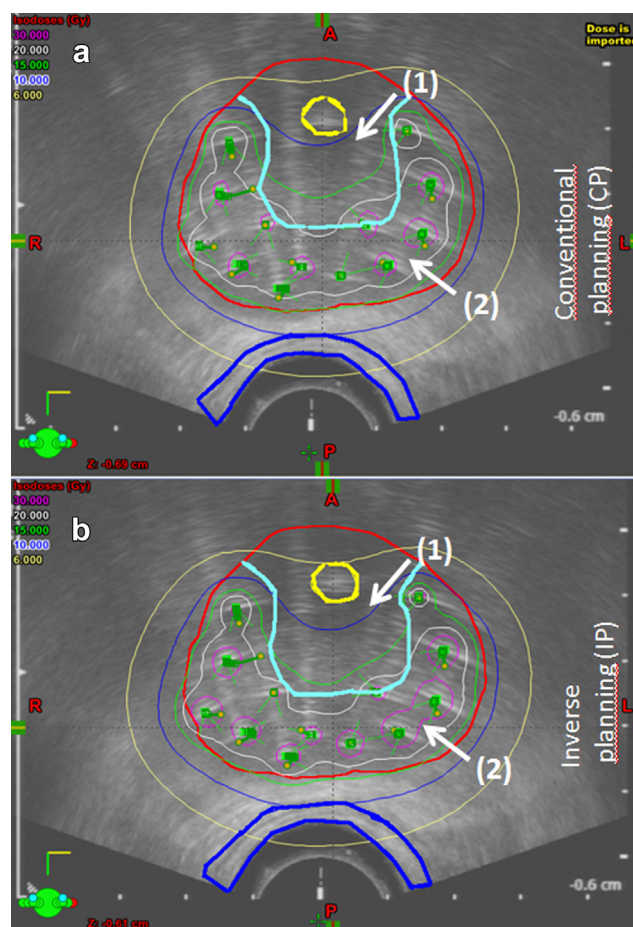 Isodoses (Gy)
30.000
20.000
15.000
10.000
6.000
a
A
Dose is
imported
(1)
Conventional
planning (CP)
R
L
(2)
-0.6 cm
P
Z: -0.69 cm
A
Isodoses (Gy)
30.000
20.000
15.000
10.000
6.000
b
(1)
Inverse
planning (IP)
R
L
(2)
-0.6 cm
P
Z: -0.61 cm